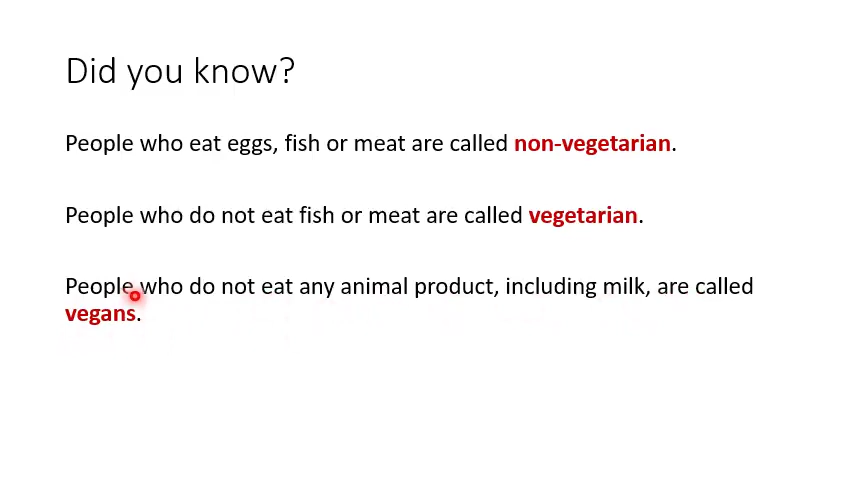 Did you know?
People who eat eggs, fish or meat are called non-vegetarian.
People who do not eat fish or meat are called vegetarian.
People who do not eat any animal product, including milk, are called
vegans.